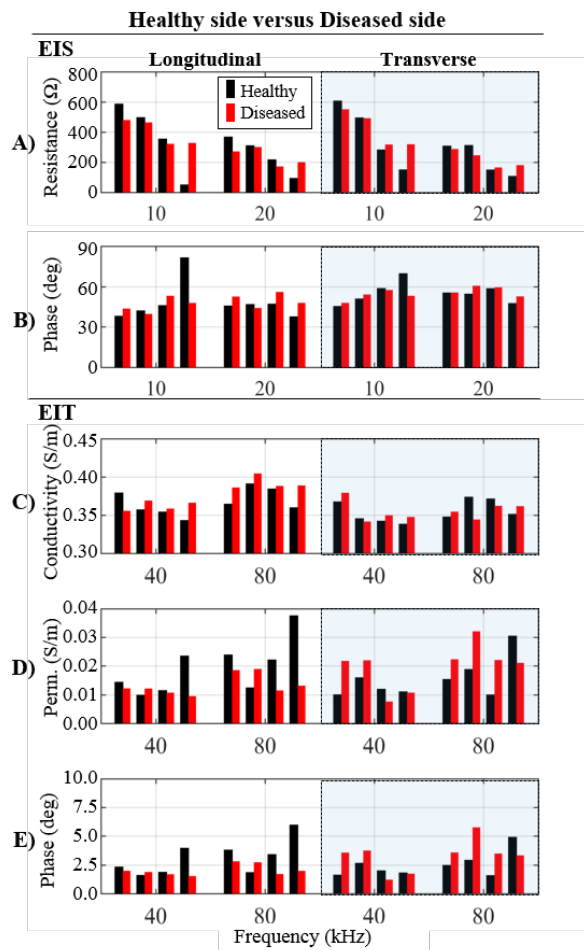 Healthy side versus Diseased side
EIS
Longitudinal
Transverse
Healthy
Diseased
A)
Resistance (Ω)
800
600
400
200
0
10
20
10
20
B)
Phase (deg)
90
60
30
0
10
20
10
20
EIT
C)
Conductivity (S/m)
0.45
0.40
0.35
0.30
40
80
40
80
D)
Perm. (S/m)
0.04
0.03
0.02
0.01
0.00
40
80
40
80
E)
Phase (deg)
10.0
7.5
5.0
2.5
0.0
40
80
40
80
Frequency (kHz)